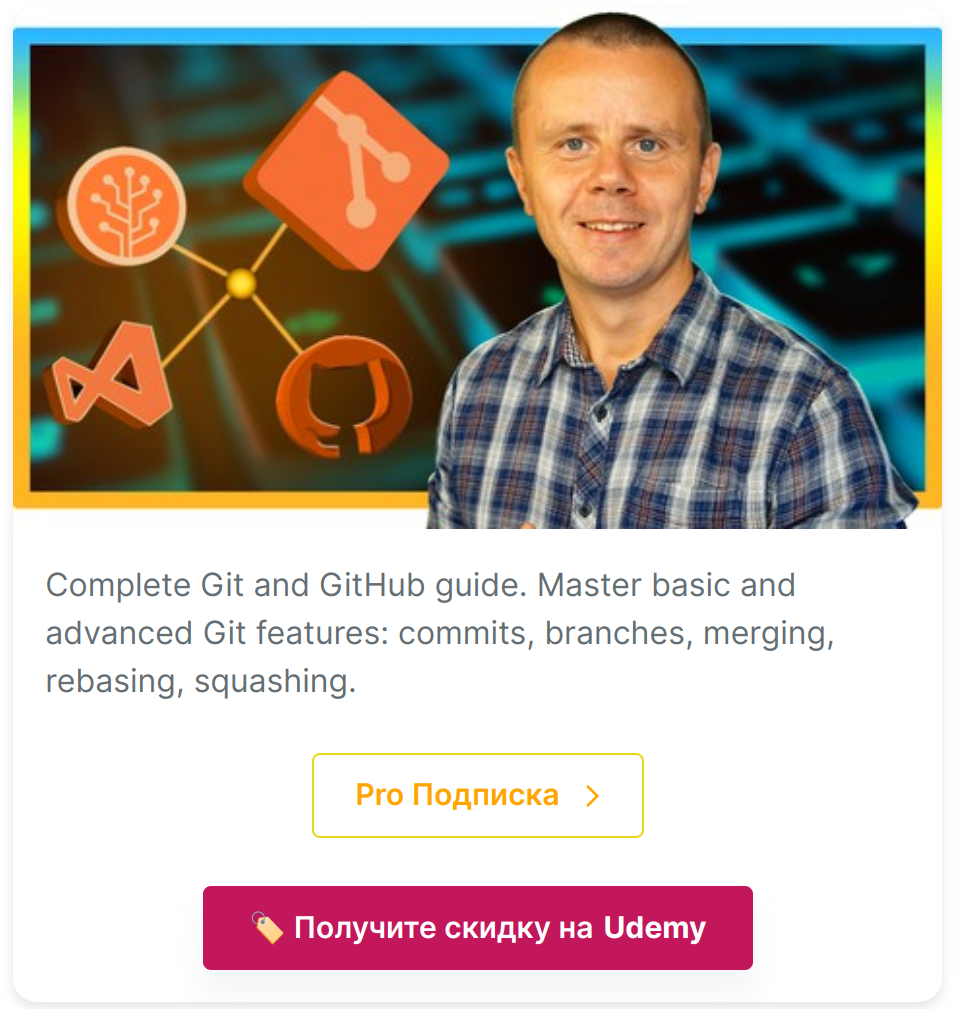 Complete Git and GitHub guide. Master basic and
advanced Git features: commits, branches, merging,
rebasing, squashing.
Pro Подписка
Получите скидку на Udemy